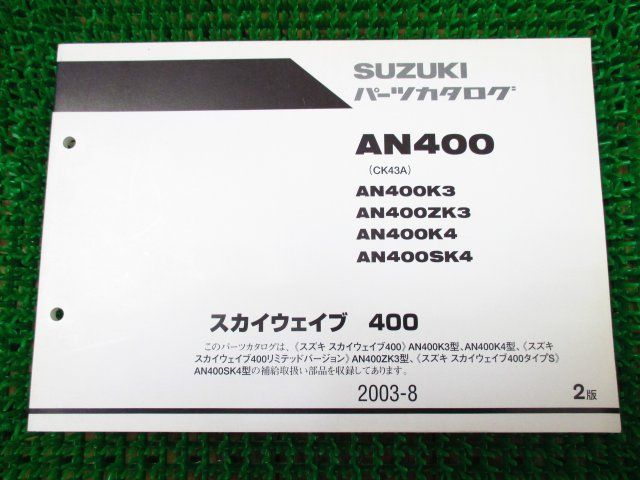 SUZUKI
パーツカタログ
AN400
(CK43A)
AN400K3
AN400ZK3
AN400K4
AN400SK4
スカイウェイブ 400
このパーツカタログは、《スズキ スカイウェイブ400》AN400K3型、AN400K4型、《スズキ
スカイウェイブ400リミテッドバージョン》AN400ZK3型、《スズキ スカイウェイブ400タイプS》
AN400SK4型の補給取扱い部品を収録してあります。
2003-8
2版